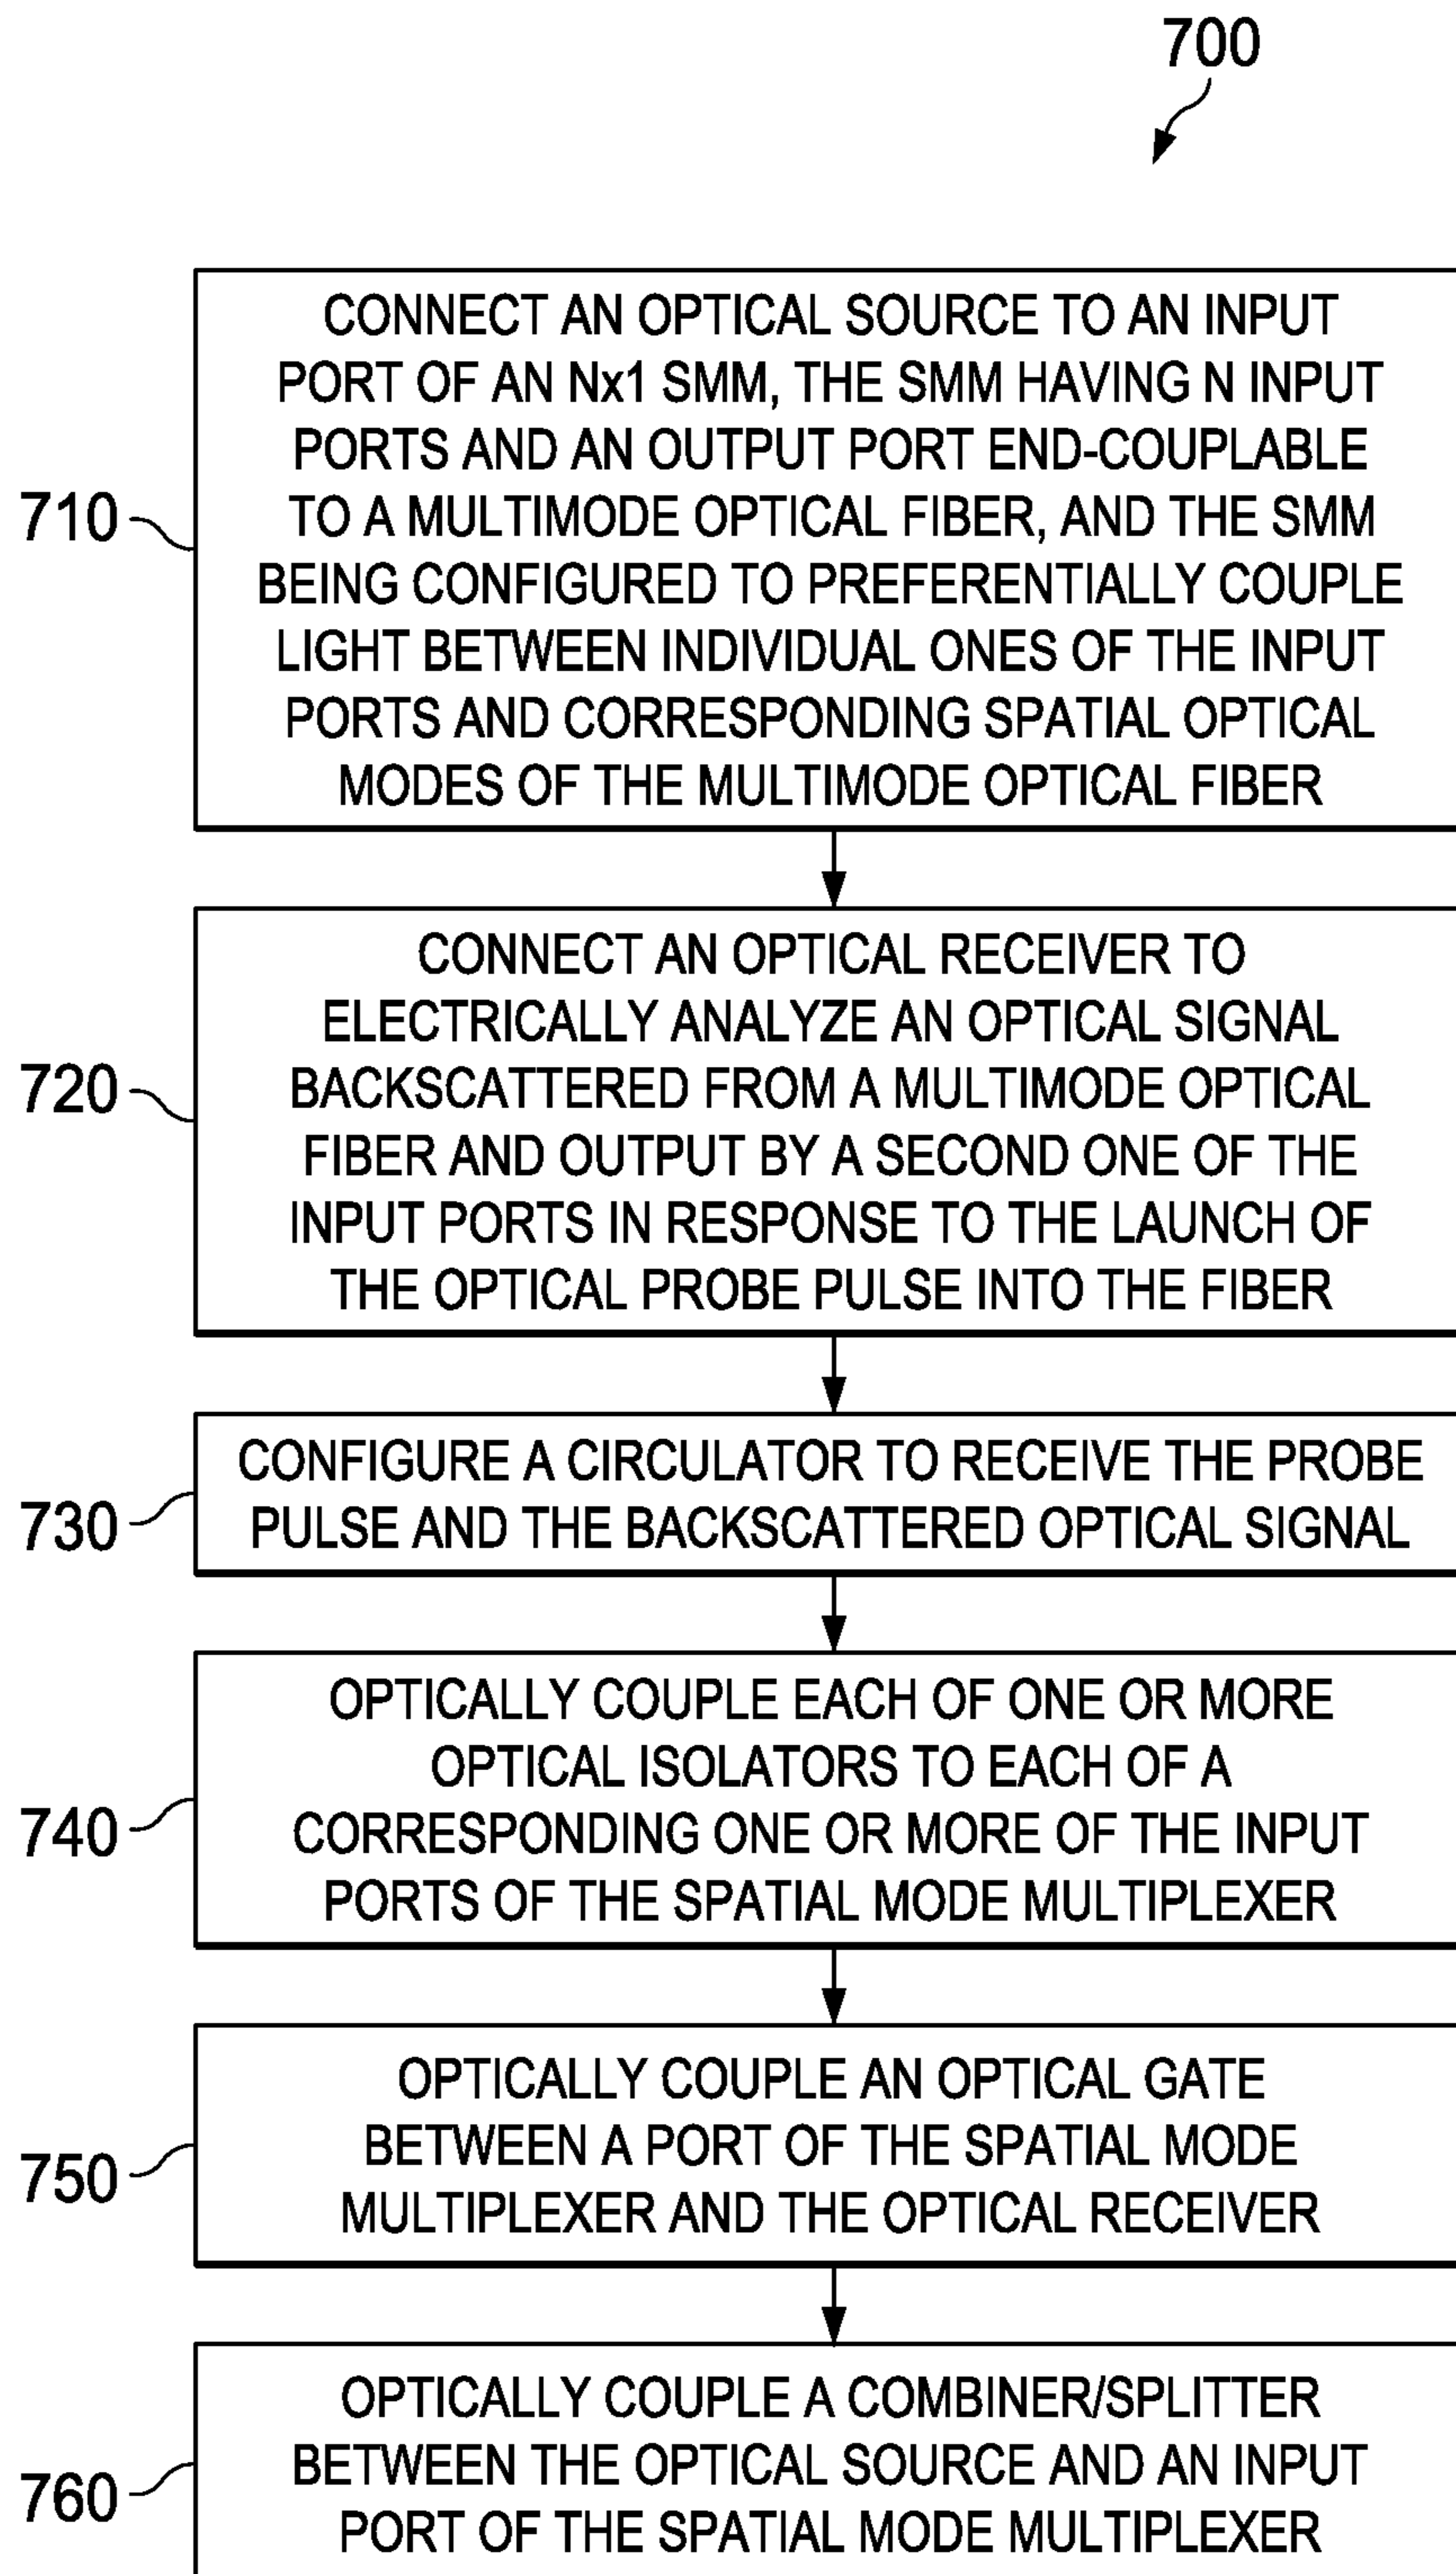 700
CONNECT AN OPTICAL SOURCE TO AN INPUT
PORT OF AN Nx1 SMM, THE SMM HAVING N INPUT
PORTS AND AN OUTPUT PORT END-COUPLABLE
TO A MULTIMODE OPTICAL FIBER, AND THE SMM
BEING CONFIGURED TO PREFERENTIALLY COUPLE
LIGHT BETWEEN INDIVIDUAL ONES OF THE INPUT
PORTS AND CORRESPONDING SPATIAL OPTICAL
MODES OF THE MULTIMODE OPTICAL FIBER
710
CONNECT AN OPTICAL RECEIVER TO
ELECTRICALLY ANALYZE AN OPTICAL SIGNAL
BACKSCATTERED FROM A MULTIMODE OPTICAL
FIBER AND OUTPUT BY A SECOND ONE OF THE
INPUT PORTS IN RESPONSE TO THE LAUNCH OF
THE OPTICAL PROBE PULSE INTO THE FIBER
720
CONFIGURE A CIRCULATOR TO RECEIVE THE PROBE
PULSE AND THE BACKSCATTERED OPTICAL SIGNAL
730
OPTICALLY COUPLE EACH OF ONE OR MORE
OPTICAL ISOLATORS TO EACH OF A
CORRESPONDING ONE OR MORE OF THE INPUT
PORTS OF THE SPATIAL MODE MULTIPLEXER
740
OPTICALLY COUPLE AN OPTICAL GATE
BETWEEN A PORT OF THE SPATIAL MODE
MULTIPLEXER AND THE OPTICAL RECEIVER
750
OPTICALLY COUPLE A COMBINER/SPLITTER
BETWEEN THE OPTICAL SOURCE AND AN INPUT
PORT OF THE SPATIAL MODE MULTIPLEXER
760